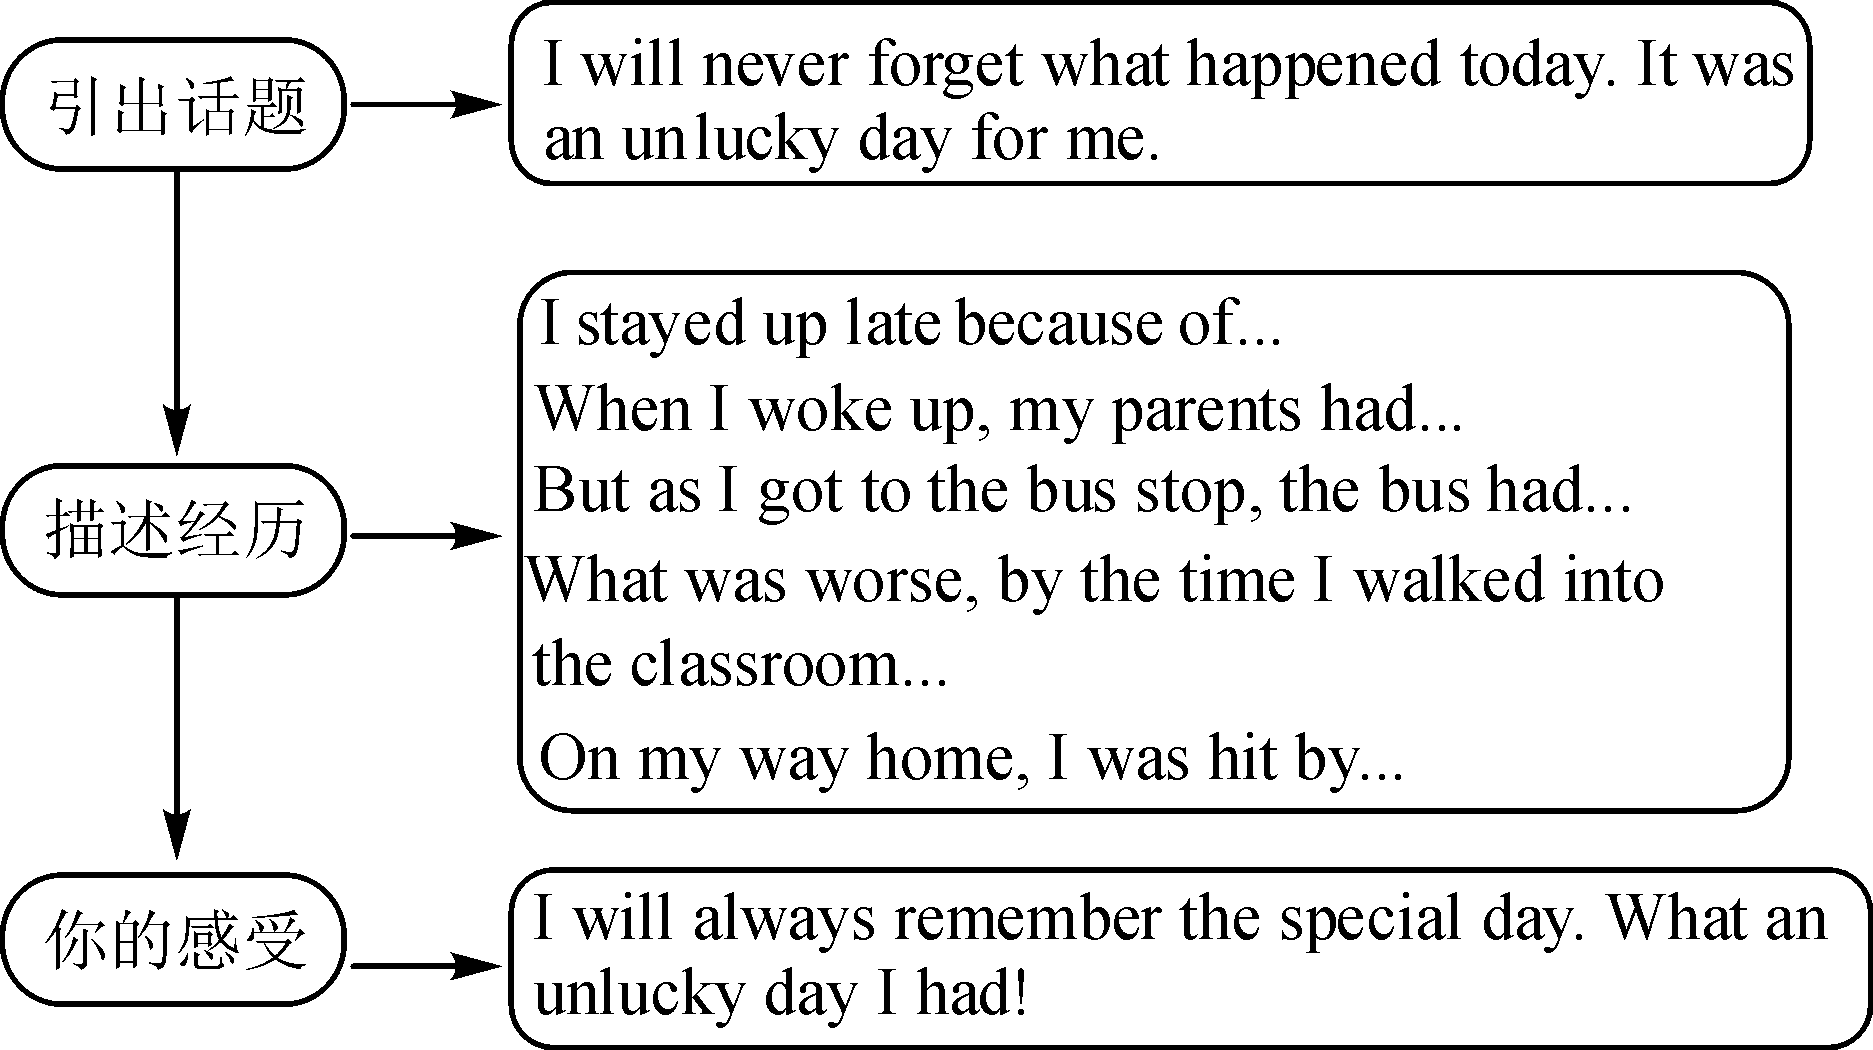 引出话题
I will never forget what happened today. It was
an unlucky day for me.
描述经历
I stayed up late because of...
When I woke up, my parents had...
But as I got to the bus stop, the bus had...
What was worse, by the time I walked into
the classroom...
On my way home, I was hit by...
你的感受
I will always remember the special day. What an
unlucky day I had!